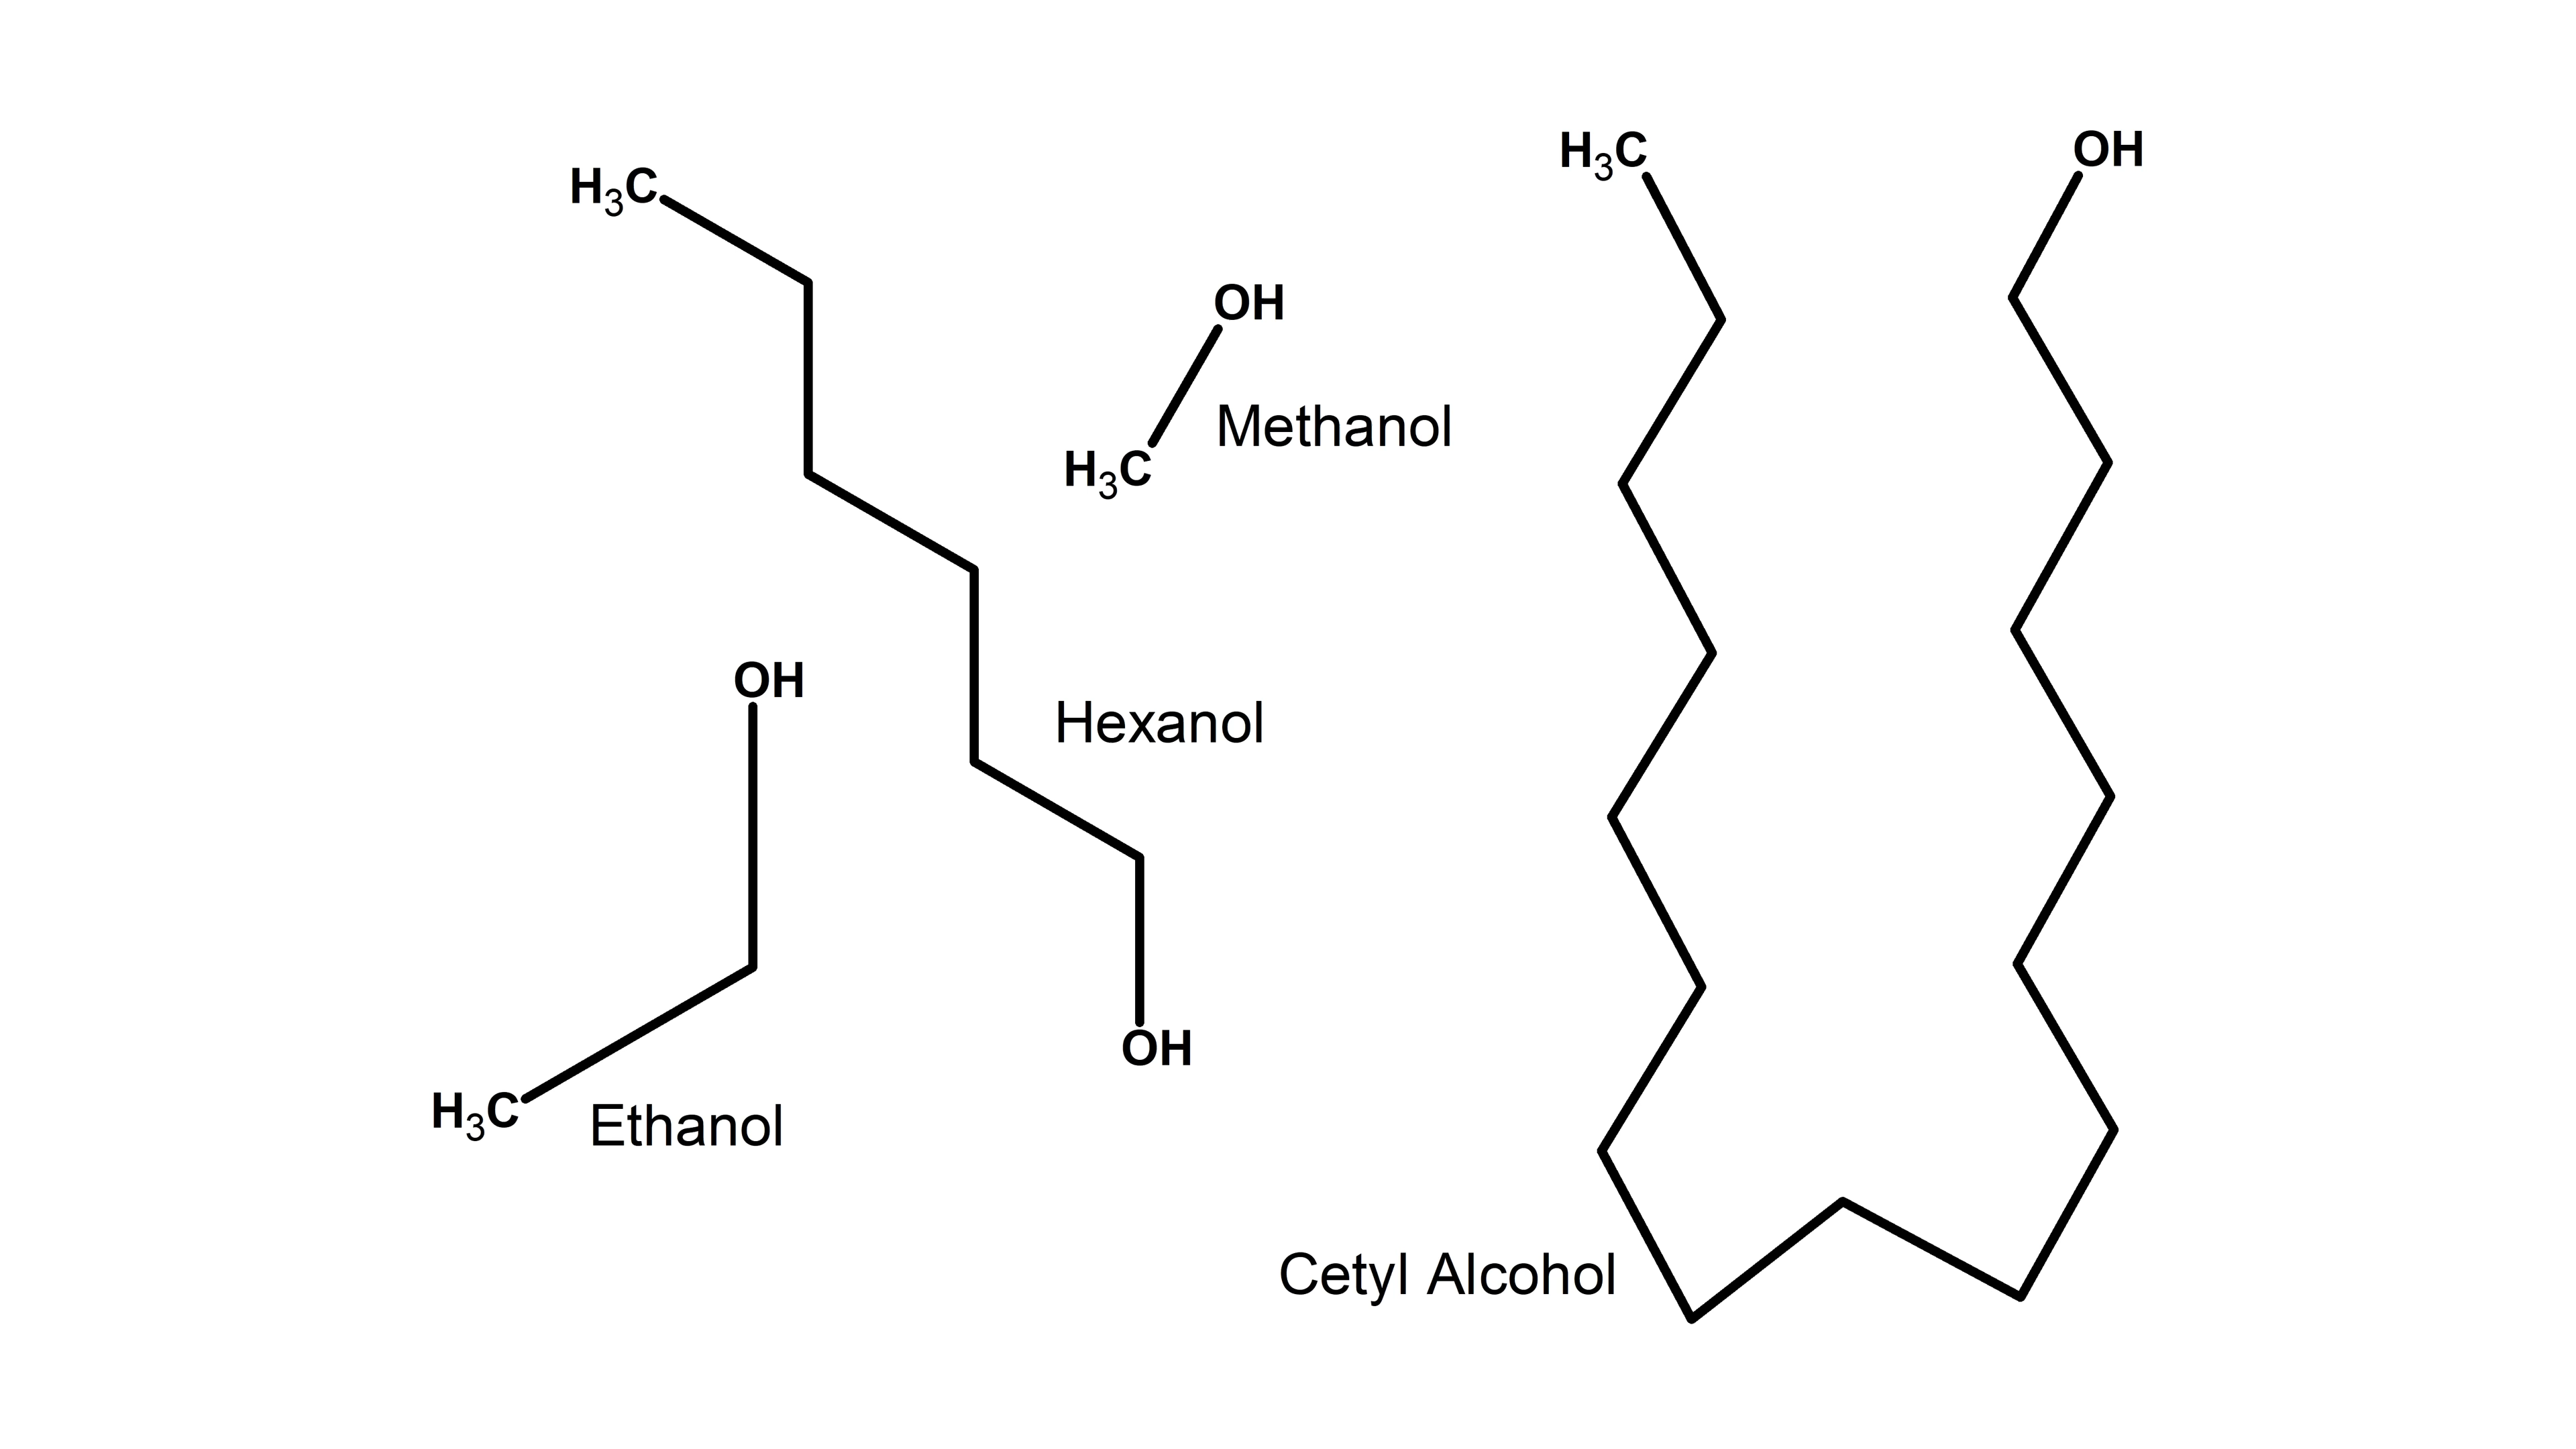 H₃C
OH
Methanol
H₃C
Hexanol
OH
OH
H₃C
Ethanol
H₃C
OH
Cetyl Alcohol